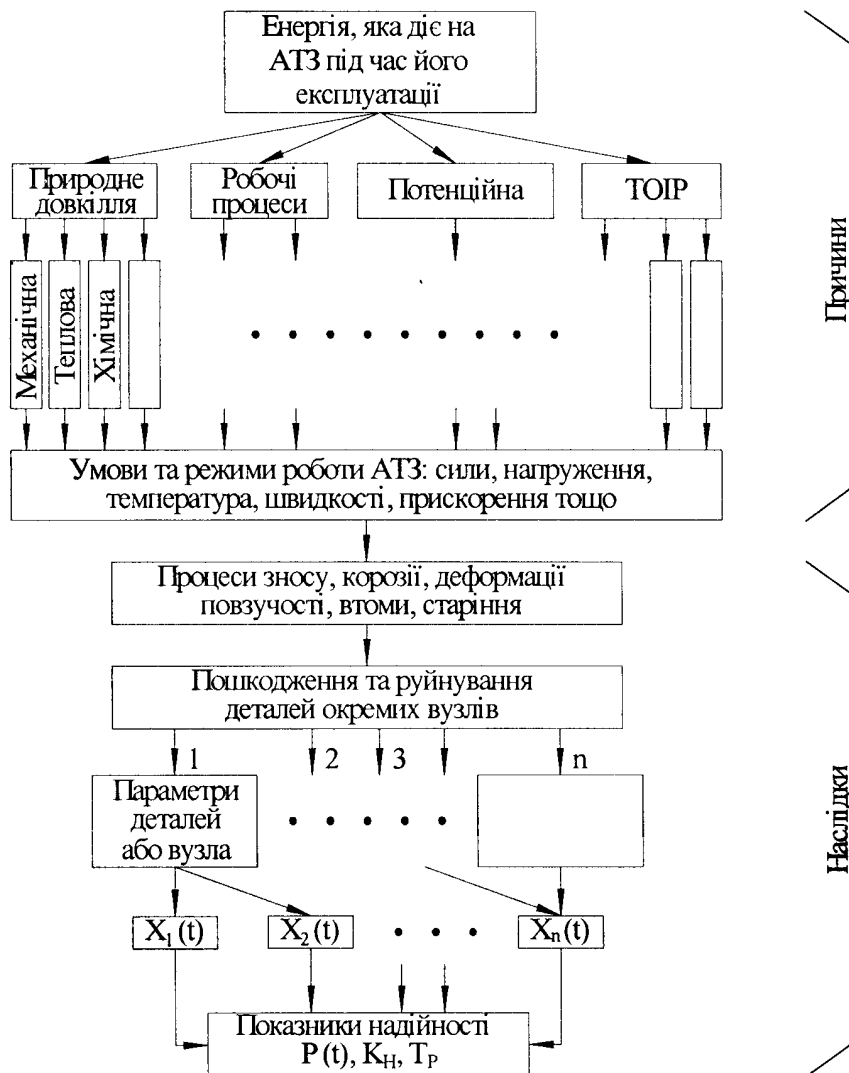 Енергія, яка діє на
АТЗ під час його
експлуатації
Природне
довкілля
Робочі
процеси
Потенційна
ТОІР
Механічна
Теплова
Хімічна
Причини
Умови та режими роботи АТЗ: сили, напруження,
температура, швидкості, прискорення тощо
Процеси зносу, корозії, деформації
повзучості, втоми, старіння
Пошкодження та руйнування
деталей окремих вузлів
1 2 3 n
Параметри
деталей
або вузла
Наслідки
X₁(t) X₂(t) Xₙ(t)
Показники надійності
P(t), K_H, T_P